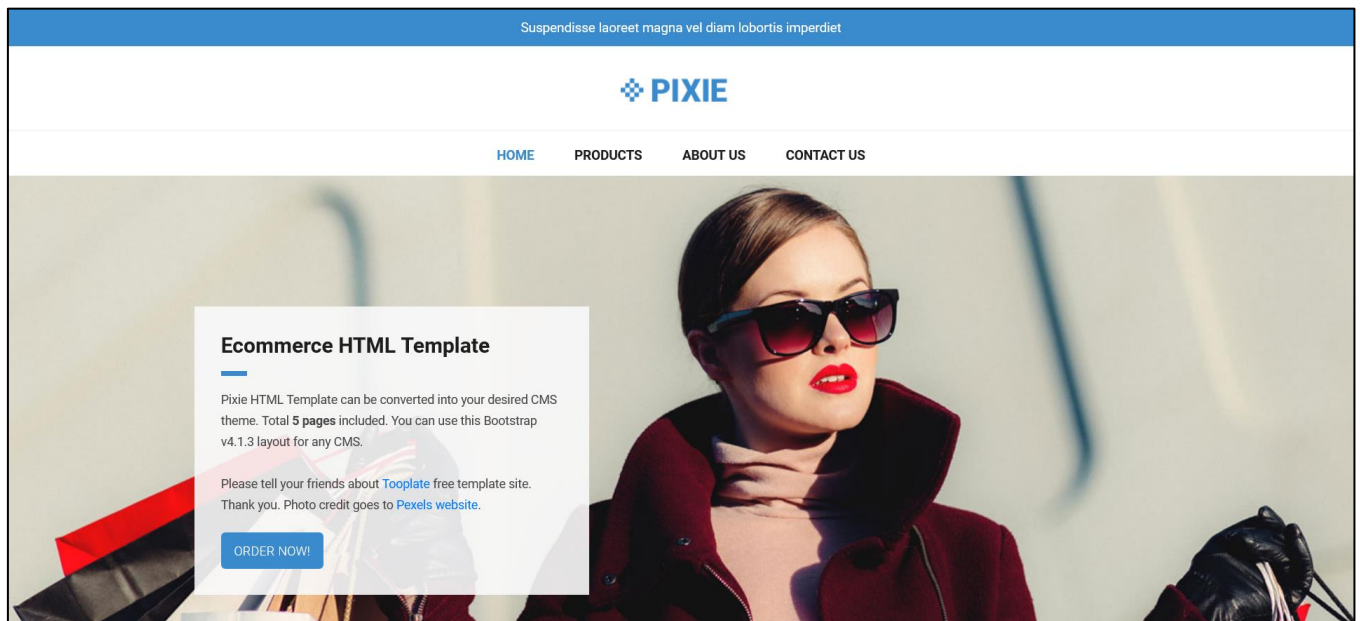 Suspendisse laoreet magna vel diam lobortis imperdiet
PIXIE
HOME PRODUCTS ABOUT US CONTACT US
Ecommerce HTML Template
Pixie HTML Template can be converted into your desired CMS
theme. Total 5 pages included. You can use this Bootstrap
v4.1.3 layout for any CMS.
Please tell your friends about Tooplate free template site.
Thank you. Photo credit goes to Pexels website.
ORDER NOW!